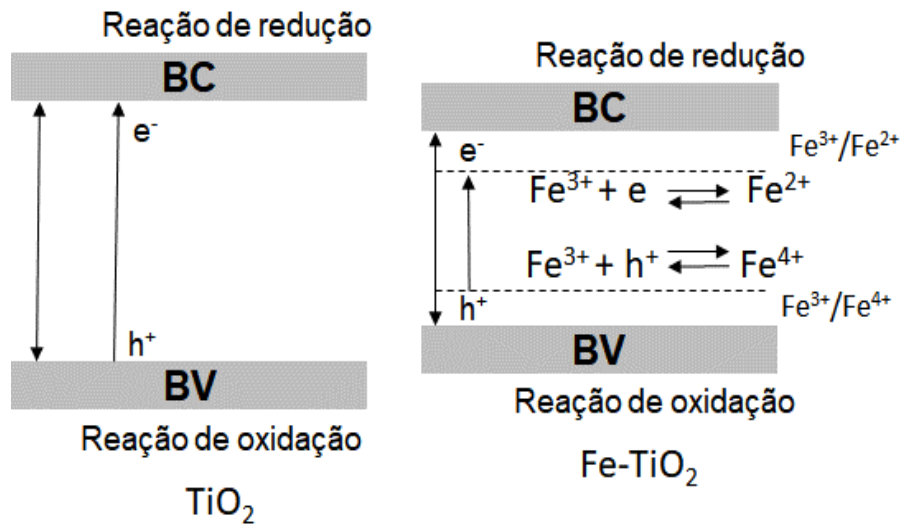 Reação de redução
BC
e⁻
h⁺
BV
Reação de oxidação
TiO₂
Reação de redução
BC
Fe³⁺/Fe²⁺
e⁻
Fe³⁺ + e ⇌ Fe²⁺
Fe³⁺ + h⁺ ⇌ Fe⁴⁺
h⁺
Fe³⁺/Fe⁴⁺
BV
Reação de oxidação
Fe-TiO₂